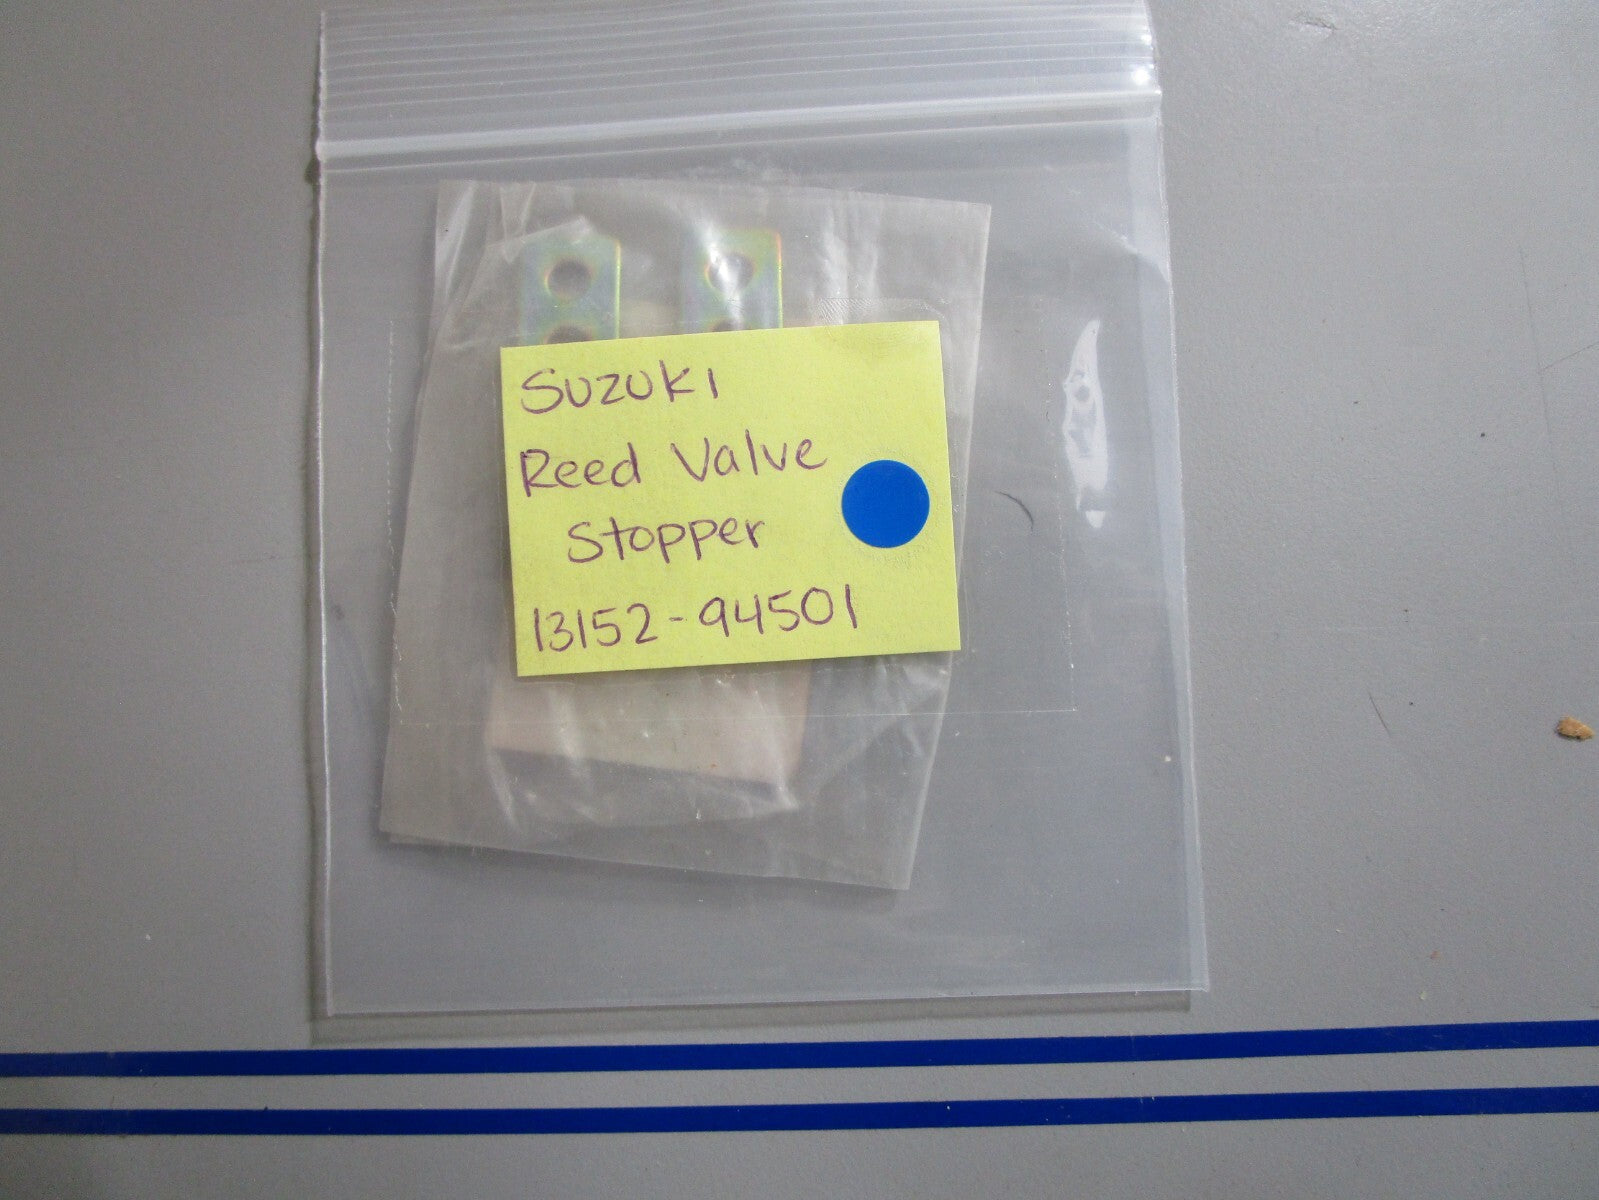 Suzuki
Reed Valve
Stopper
13152-94501